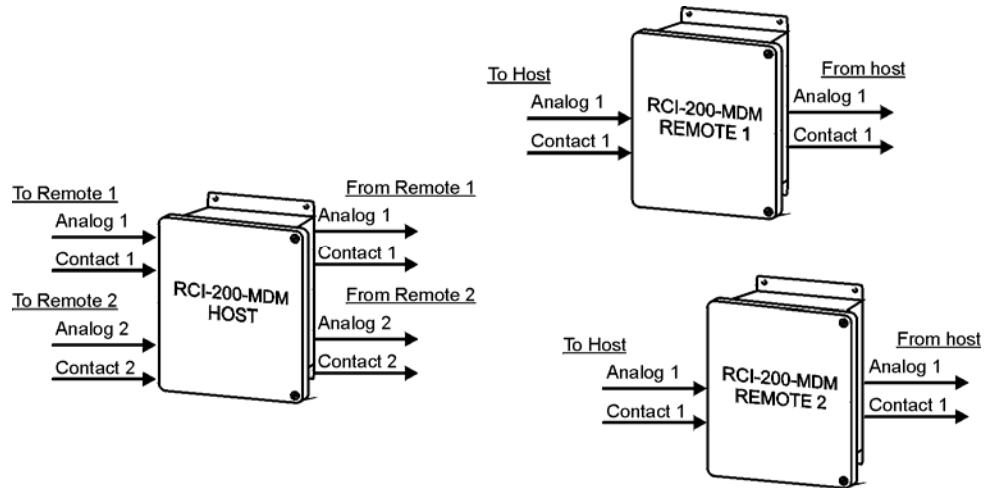 To Host
Analog 1
Contact 1
RCI-200-MDM
REMOTE 1
From host
Analog 1
Contact 1
To Remote 1
Analog 1
Contact 1
To Remote 2
Analog 2
Contact 2
RCI-200-MDM
HOST
From Remote 1
Analog 1
Contact 1
From Remote 2
Analog 2
Contact 2
To Host
Analog 1
Contact 1
RCI-200-MDM
REMOTE 2
From host
Analog 1
Contact 1